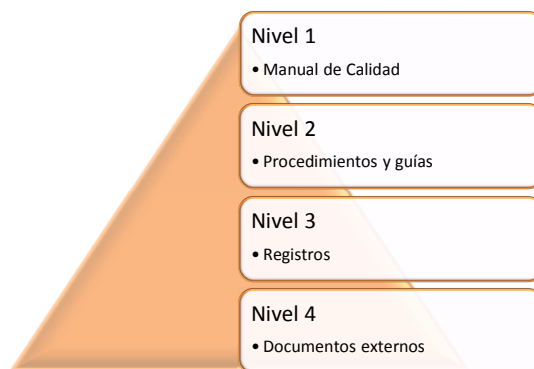 Nivel 1
• Manual de Calidad
Nivel 2
• Procedimientos y guías
Nivel 3
• Registros
Nivel 4
• Documentos externos